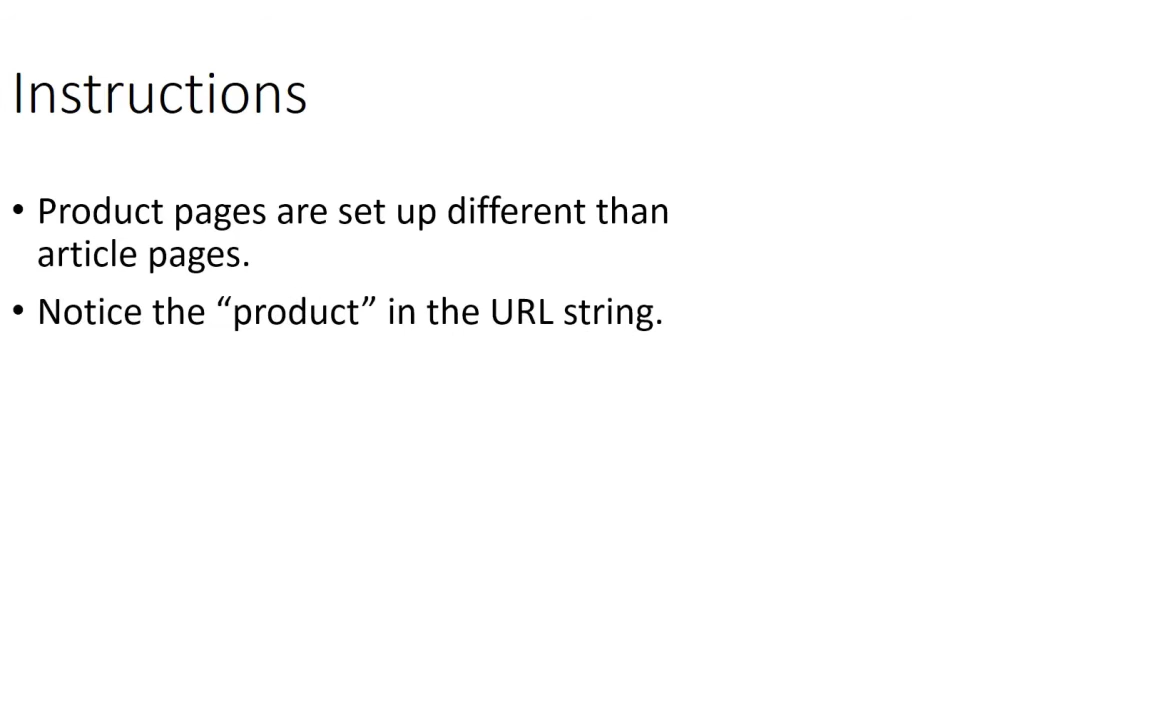 Instructions
• Product pages are set up different than
article pages.
• Notice the “product” in the URL string.